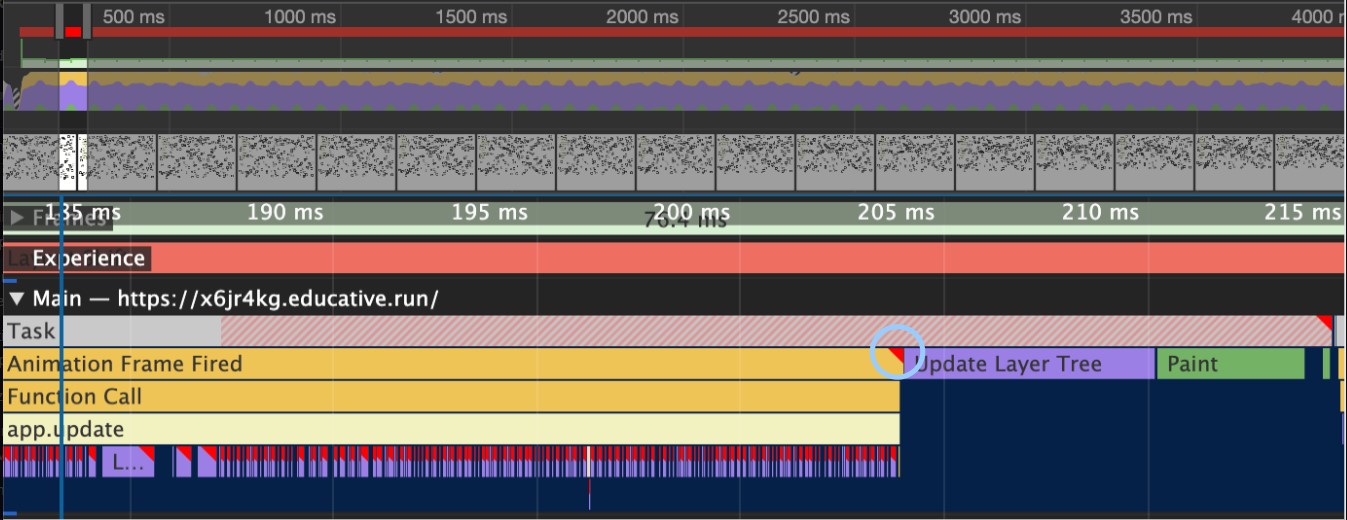 500 ms 1000 ms 1500 ms 2000 ms 2500 ms 3000 ms 3500 ms 4000
Frames 76.4 ms
185 ms 190 ms 195 ms 200 ms 205 ms 210 ms 215 ms
Experience
Main — https://x6jr4kg.educative.run/
Task
Animation Frame Fired Update Layer Tree Paint
Function Call
app.update
L...